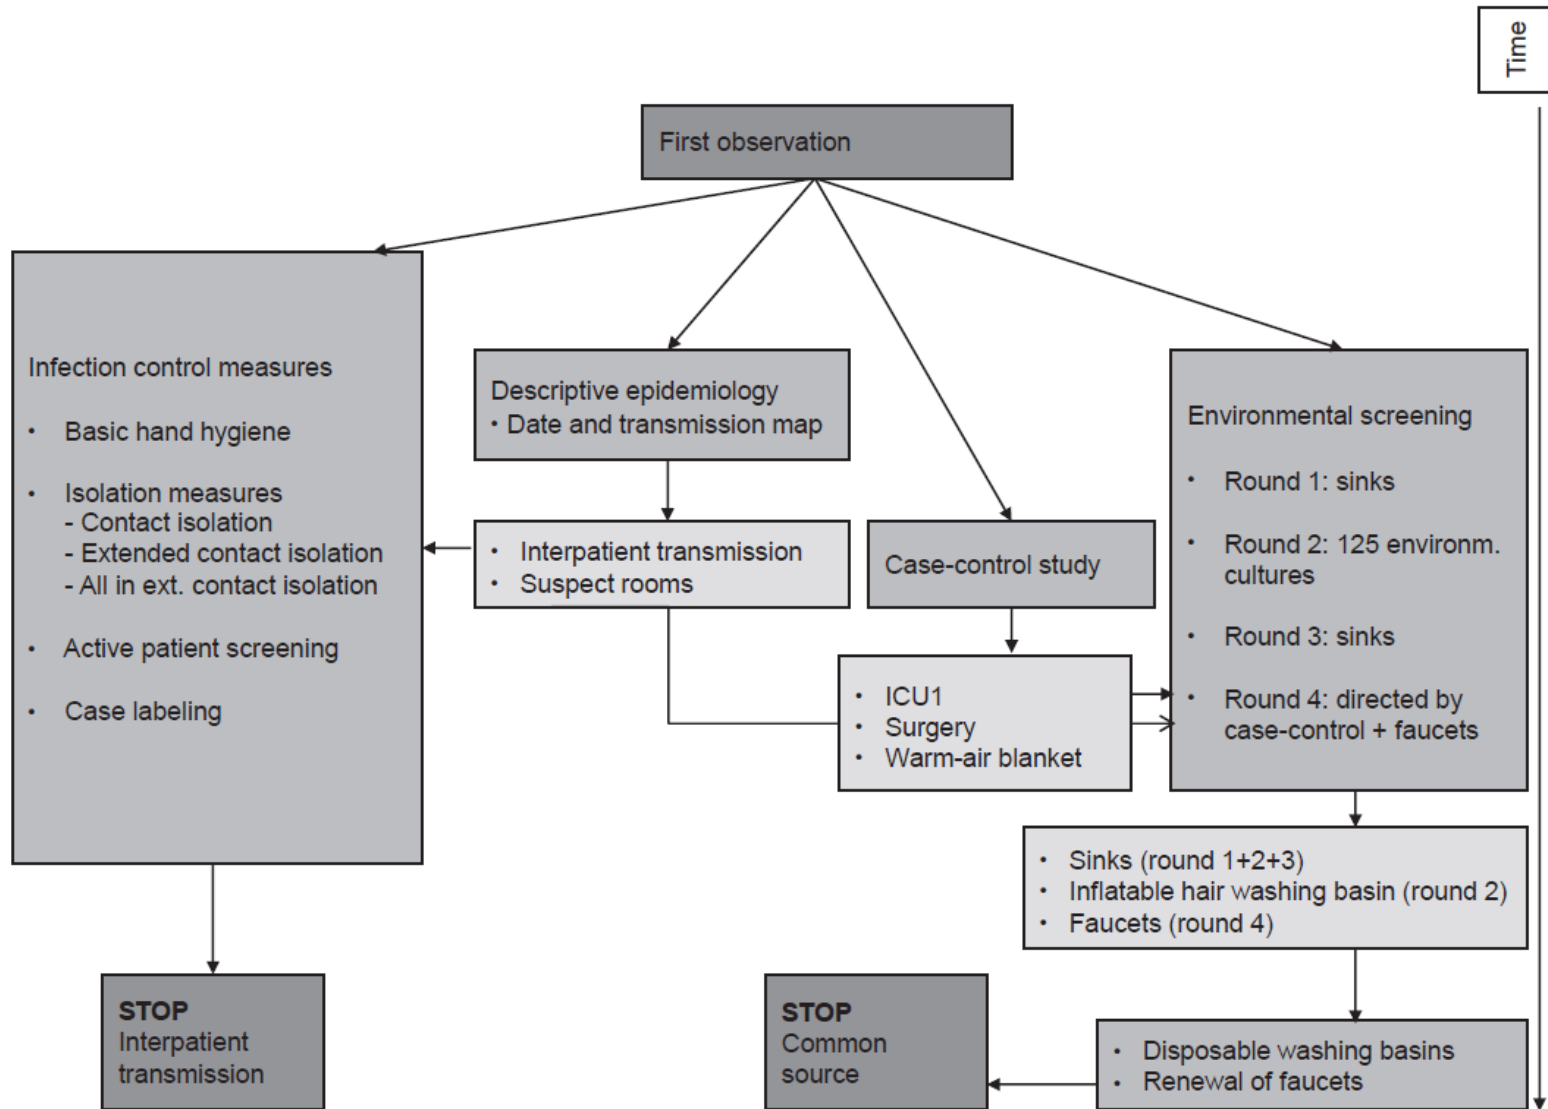 Time
First observation
Infection control measures
• Basic hand hygiene
• Isolation measures
- Contact isolation
- Extended contact isolation
- All in ext. contact isolation
• Active patient screening
• Case labeling
Descriptive epidemiology
• Date and transmission map
• Interpatient transmission
• Suspect rooms
Case-control study
• ICU1
• Surgery
• Warm-air blanket
Environmental screening
• Round 1: sinks
• Round 2: 125 environm.
cultures
• Round 3: sinks
• Round 4: directed by
case-control + faucets
• Sinks (round 1+2+3)
• Inflatable hair washing basin (round 2)
• Faucets (round 4)
STOP
Interpatient
transmission
STOP
Common
source
• Disposable washing basins
• Renewal of faucets